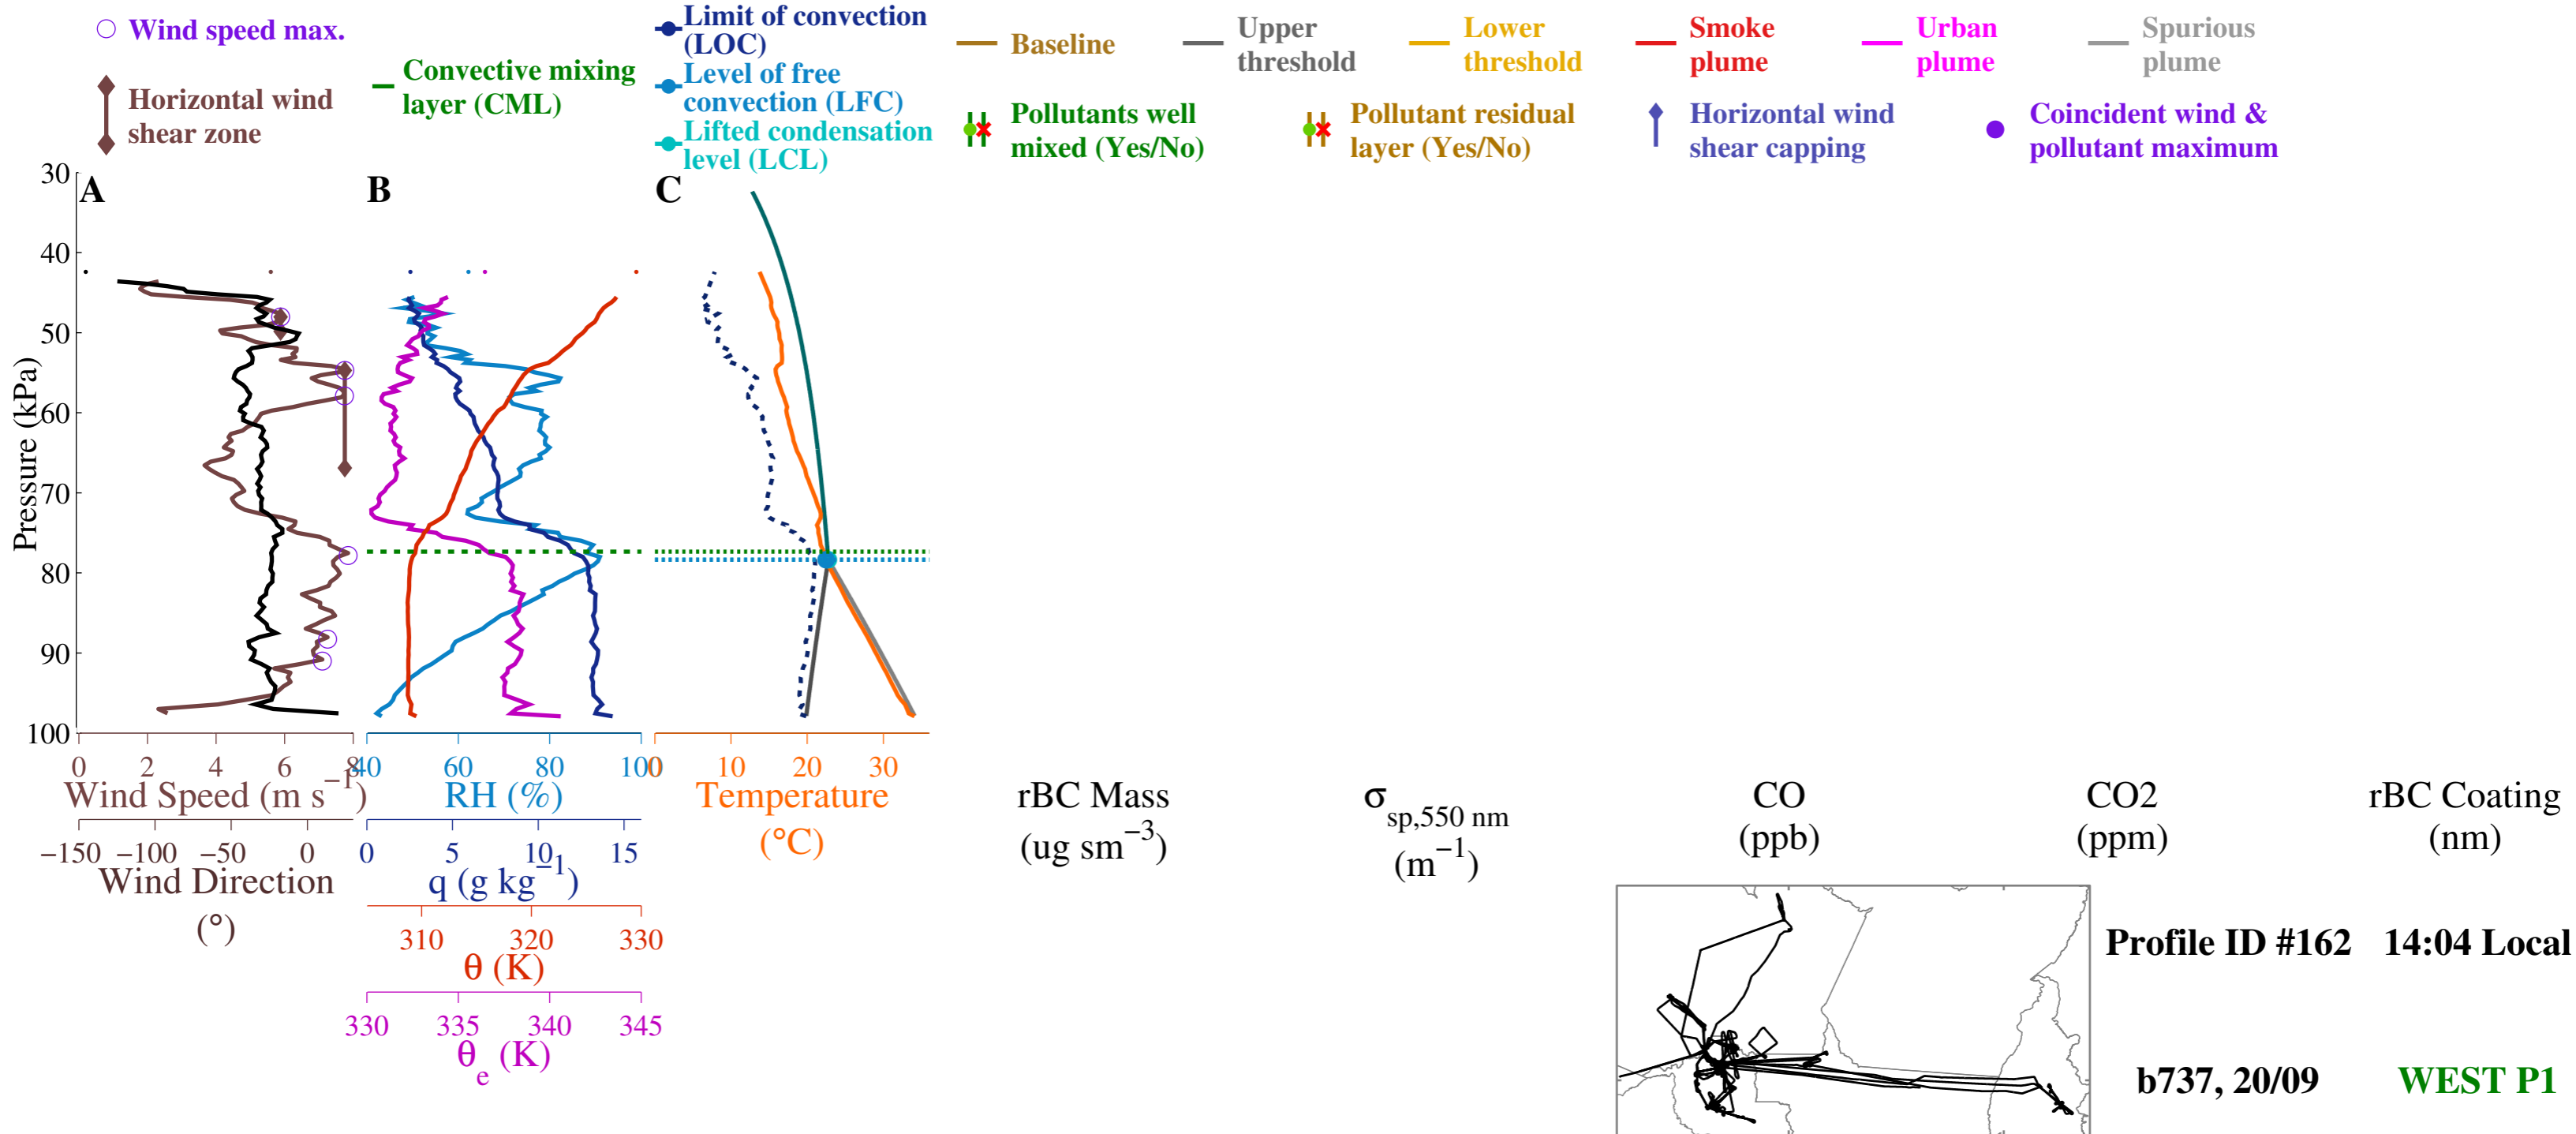 Wind speed max.
Horizontal wind
shear zone
Convective mixing
layer (CML)
Limit of convection
(LOC)
Level of free
convection (LFC)
Lifted condensation
level (LCL)
Baseline
Upper
threshold
Lower
threshold
Smoke
plume
Urban
plume
Spurious
plume
Pollutants well
mixed (Yes/No)
Pollutant residual
layer (Yes/No)
Horizontal wind
shear capping
Coincident wind &
pollutant maximum
A
B
C
Pressure (kPa)
30
40
50
60
70
80
90
100
0 2 4 6 8
Wind Speed (m s⁻¹)
−150 −100 −50 0
Wind Direction
(°)
40 60 80 100
RH (%)
0 5 10 15
q (g kg⁻¹)
310 320 330
θ (K)
330 335 340 345
θe (K)
0 10 20 30
Temperature
(°C)
rBC Mass
(ug sm⁻³)
σsp,550 nm
(m⁻¹)
CO
(ppb)
CO2
(ppm)
rBC Coating
(nm)
Profile ID #162 14:04 Local
b737, 20/09 WEST P1